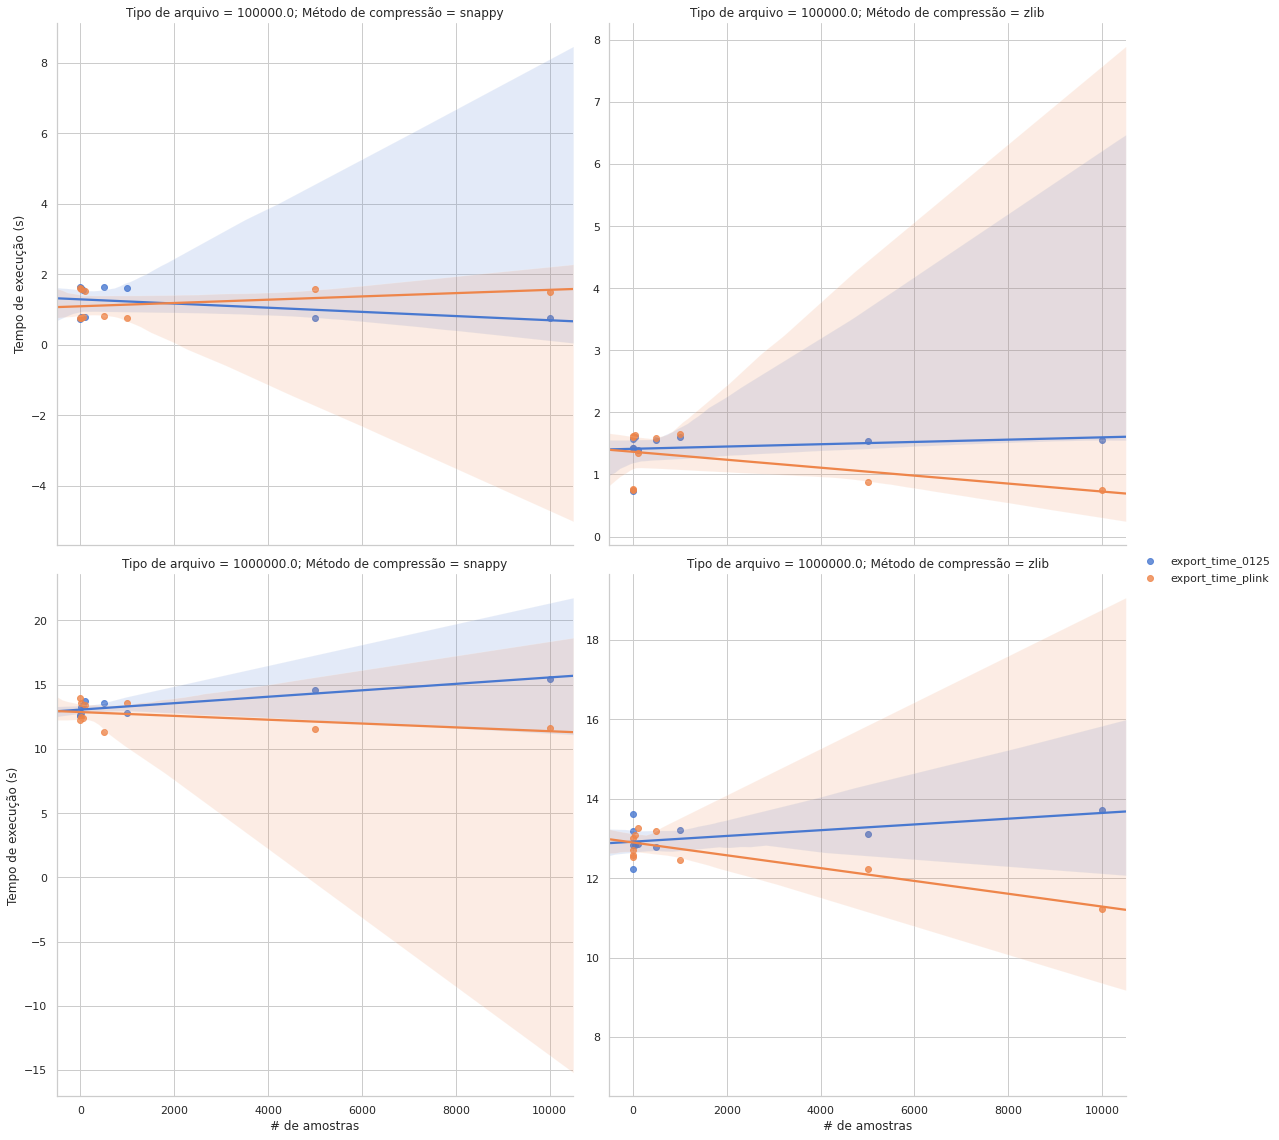 Tipo de arquivo = 100000.0; Método de compressão = snappy
8
6
4
2
0
−2
−4
Tempo de execução (s)
Tipo de arquivo = 100000.0; Método de compressão = zlib
8
7
6
5
4
3
2
1
0
export_time_0125
export_time_plink
Tipo de arquivo = 1000000.0; Método de compressão = snappy
20
15
10
5
0
−5
−10
−15
Tempo de execução (s)
0 2000 4000 6000 8000 10000
# de amostras
Tipo de arquivo = 1000000.0; Método de compressão = zlib
18
16
14
12
10
8
0 2000 4000 6000 8000 10000
# de amostras